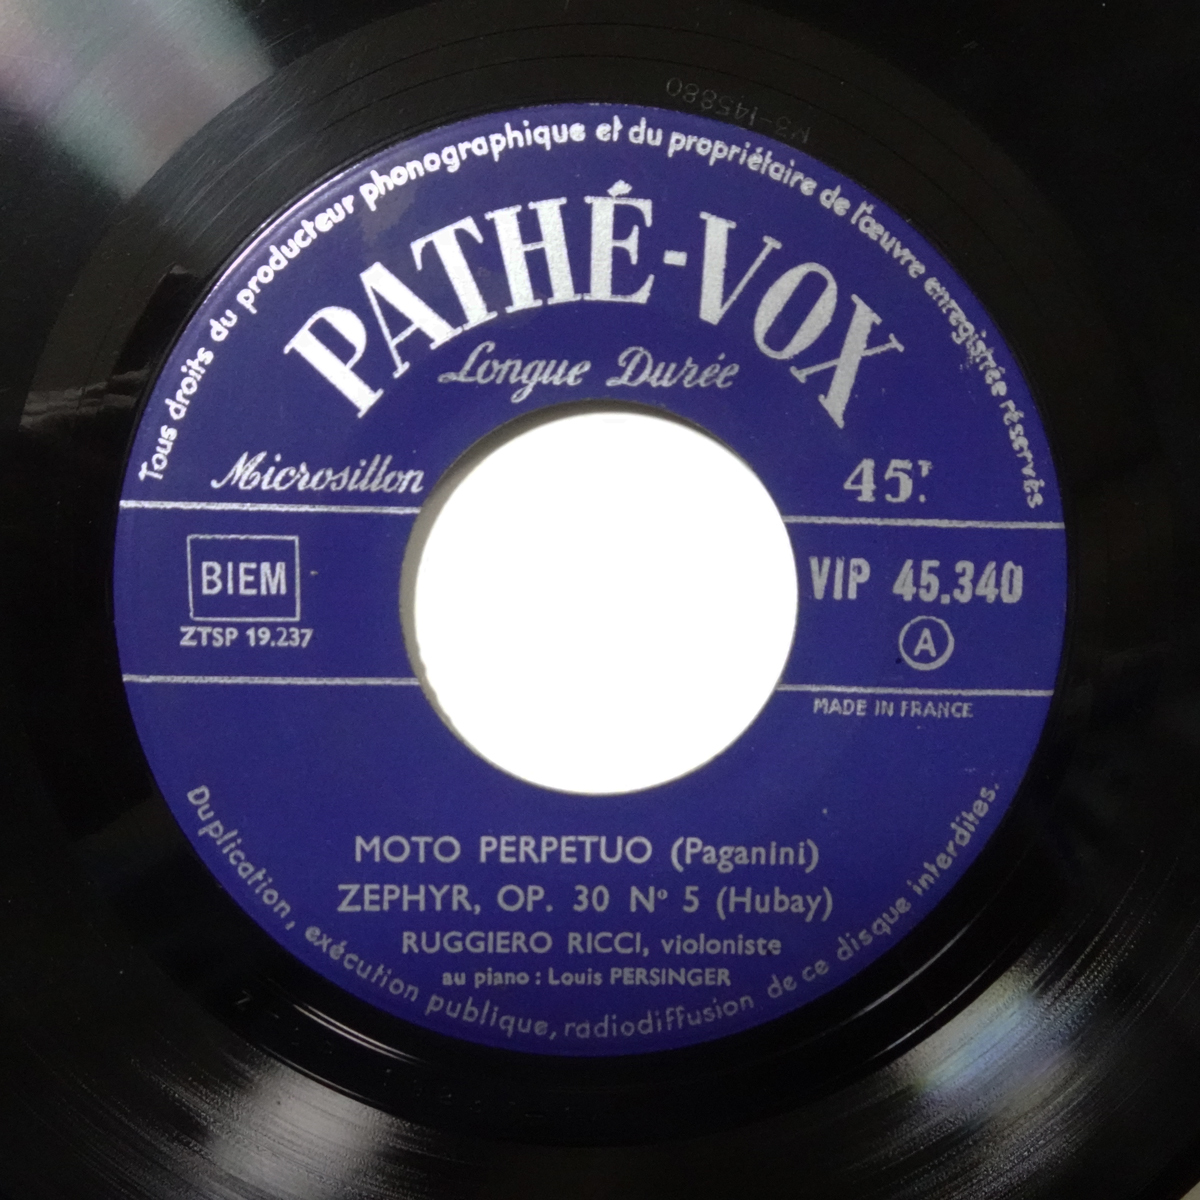 M3-145880
Tous droits du producteur phonographique et du propriétaire de l'œuvre enregistrée réservés
PATHÉ-VOX
Longue Durée
Microsillon
45T.
BIEM
ZTSP 19.237
VIP 45.340
A
MADE IN FRANCE
MOTO PERPETUO (Paganini)
ZEPHYR, OP. 30 Nº 5 (Hubay)
RUGGIERO RICCI, violoniste
au piano : Louis PERSINGER
Duplication, exécution publique, radiodiffusion de ce disque interdites.